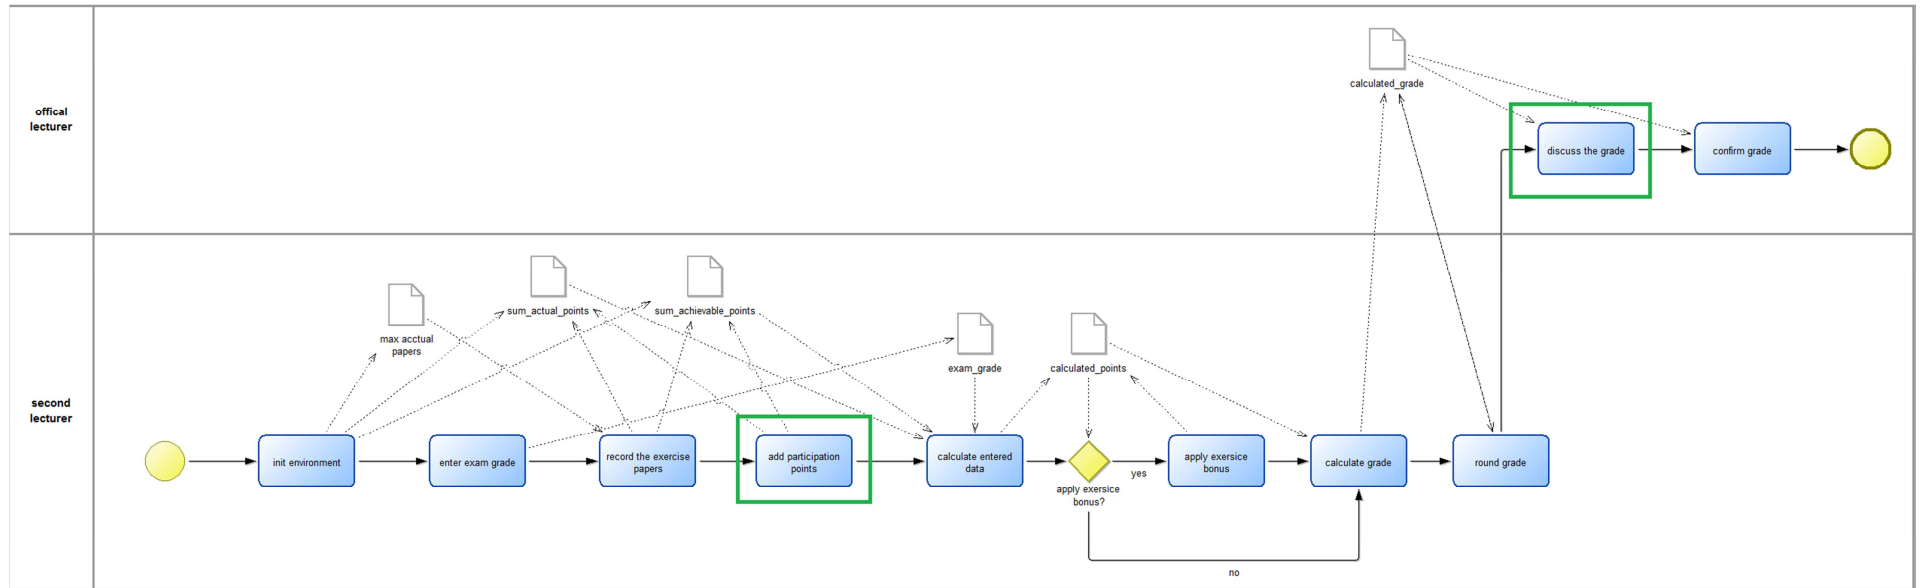 offical
lecturer
calculated_grade
discuss the grade
confirm grade
second
lecturer
max acctual
papers
sum_actual_points
sum_achievable_points
exam_grade
calculated_points
init environment
enter exam grade
record the exercise
papers
add participation
points
calculate entered
data
apply exersice
bonus?
yes
apply exersice
bonus
calculate grade
round grade
no